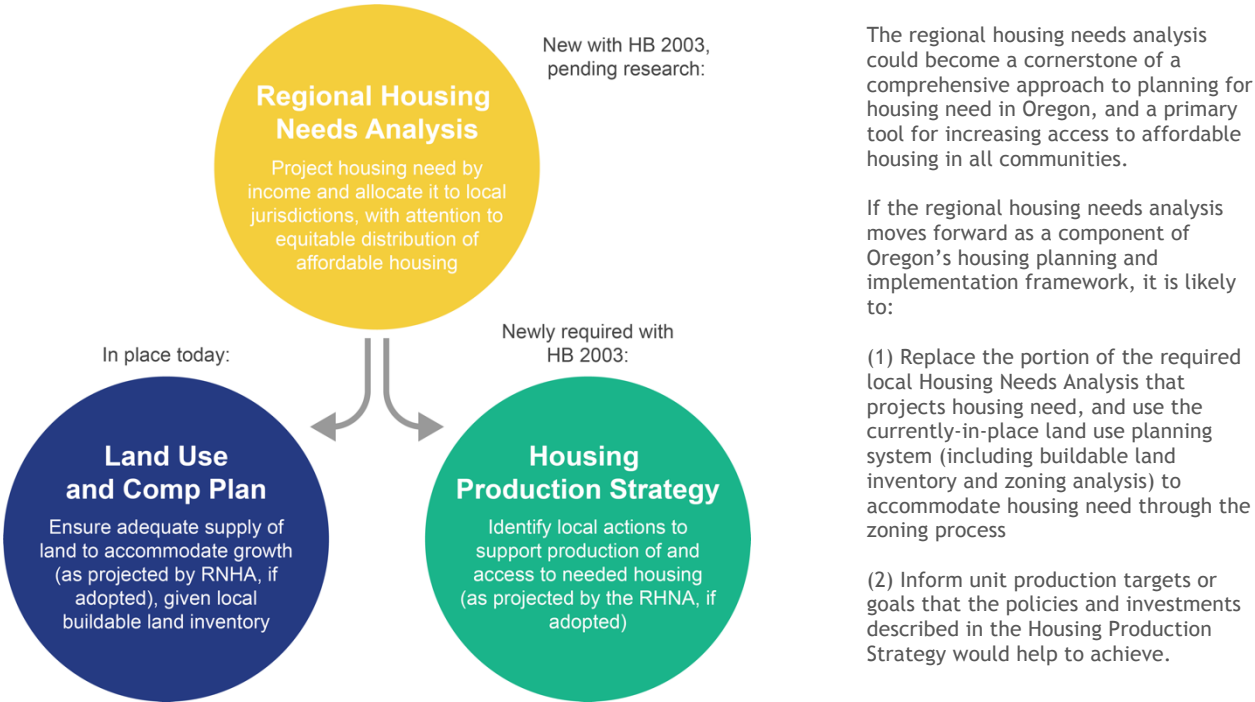 New with HB 2003,
pending research:
Regional Housing
Needs Analysis
Project housing need by
income and allocate it to local
jurisdictions, with attention to
equitable distribution of
affordable housing
In place today:
Land Use
and Comp Plan
Ensure adequate supply of
land to accommodate growth
(as projected by RNHA, if
adopted), given local
buildable land inventory
Newly required with
HB 2003:
Housing
Production Strategy
Identify local actions to
support production of and
access to needed housing
(as projected by the RHNA, if
adopted)
The regional housing needs analysis
could become a cornerstone of a
comprehensive approach to planning for
housing need in Oregon, and a primary
tool for increasing access to affordable
housing in all communities.
If the regional housing needs analysis
moves forward as a component of
Oregon’s housing planning and
implementation framework, it is likely
to:
(1) Replace the portion of the required
local Housing Needs Analysis that
projects housing need, and use the
currently-in-place land use planning
system (including buildable land
inventory and zoning analysis) to
accommodate housing need through the
zoning process
(2) Inform unit production targets or
goals that the policies and investments
described in the Housing Production
Strategy would help to achieve.